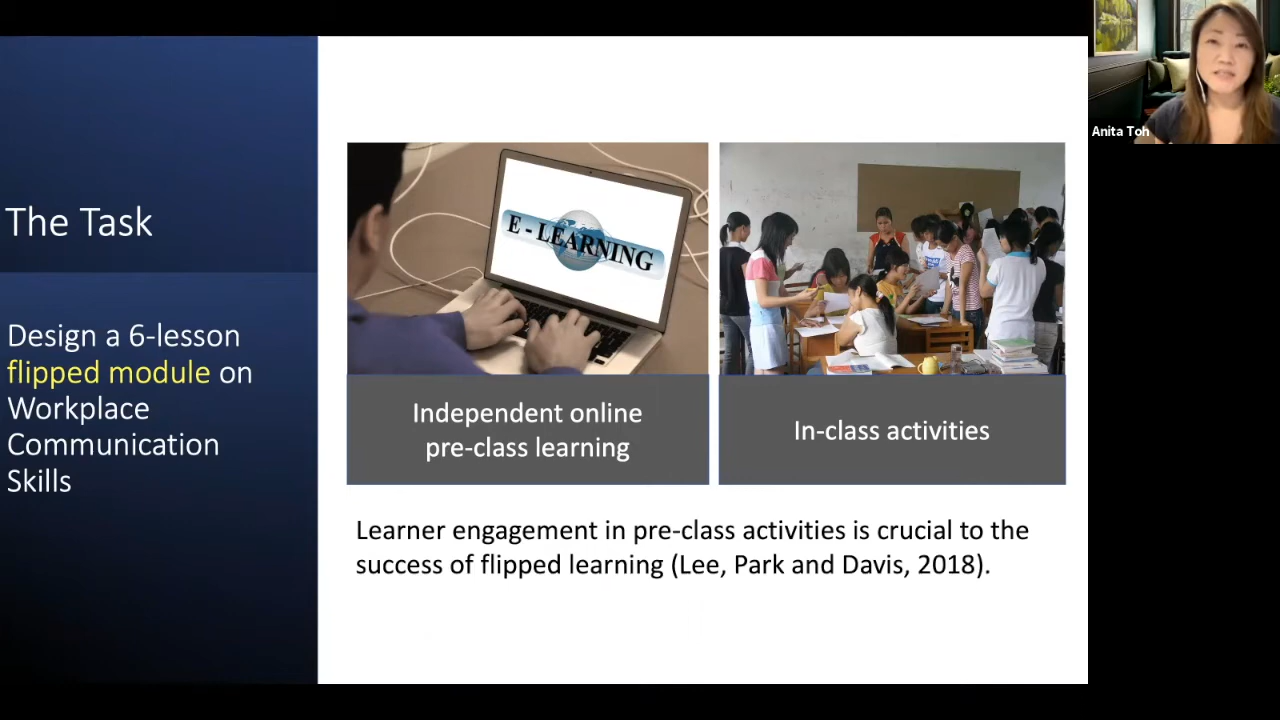 The Task
Design a 6-lesson
flipped module on
Workplace
Communication
Skills
E - LEARNING
Independent online
pre-class learning
In-class activities
Learner engagement in pre-class activities is crucial to the
success of flipped learning (Lee, Park and Davis, 2018).
Anita Toh